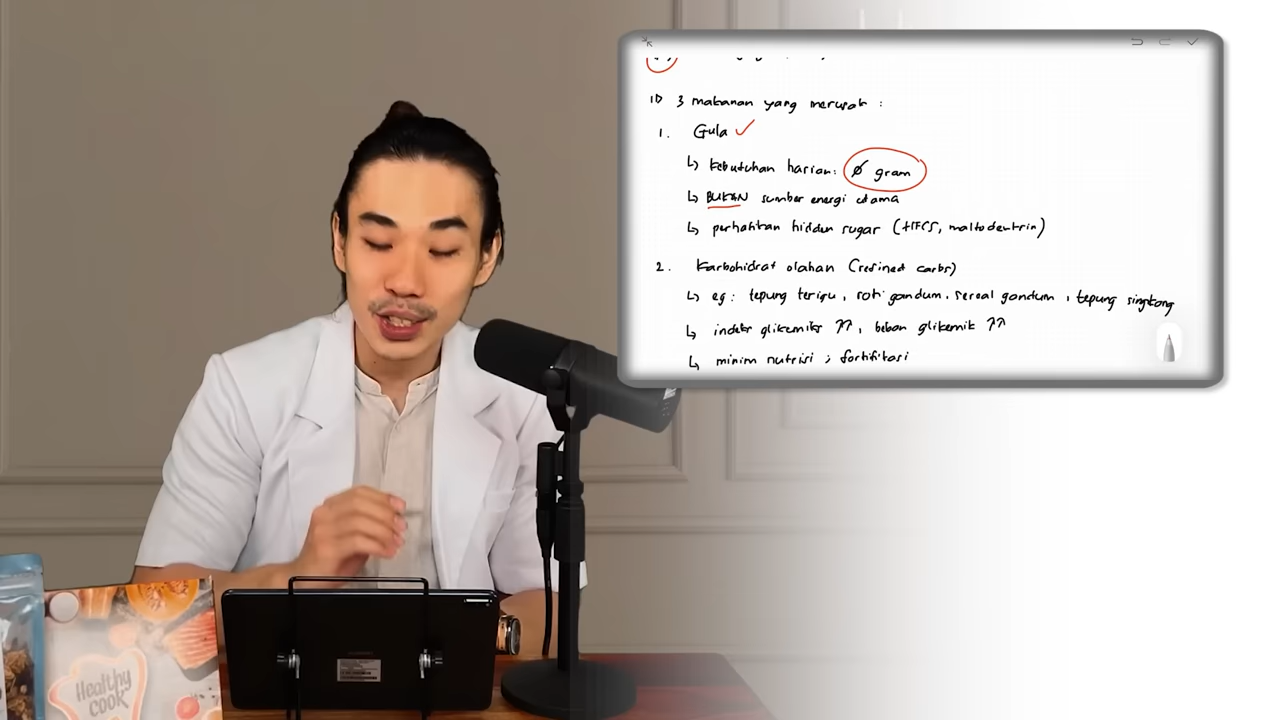 3 makanan yang merusak :
1. Gula ✓
↳ kebutuhan harian: Ø gram
↳ BUKAN sumber energi utama
↳ perhatikan hidden sugar (HFCS, maltodextrin)
2. Karbohidrat olahan (refined carbs)
↳ eg: tepung terigu, roti gandum, sereal gandum, tepung singkong
↳ indeks glikemiks ↗↗, beban glikemik ↗↗
↳ minim nutrisi ; fortifikasi
Healthy
cook